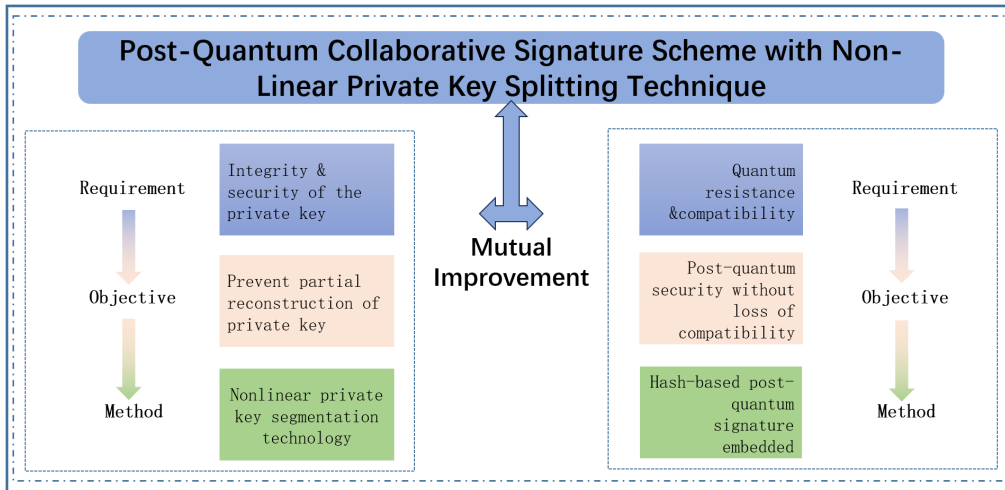 Post-Quantum Collaborative Signature Scheme with Non-
Linear Private Key Splitting Technique
Requirement
Integrity &
security of the
private key
Objective
Prevent partial
reconstruction of
private key
Method
Nonlinear private
key segmentation
technology
Mutual
Improvement
Quantum
resistance
&compatibility
Requirement
Post-quantum
security without
loss of
compatibility
Objective
Hash-based post-
quantum
signature
embedded
Method